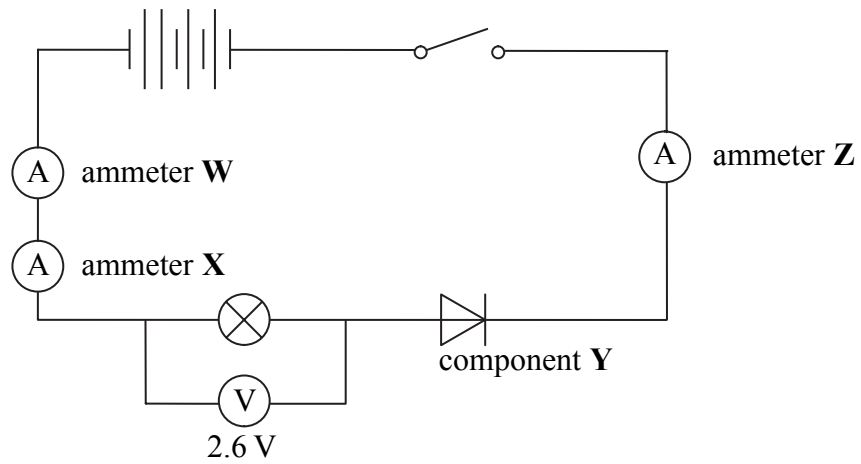 A ammeter W
A ammeter Z
A ammeter X
component Y
V
2.6 V